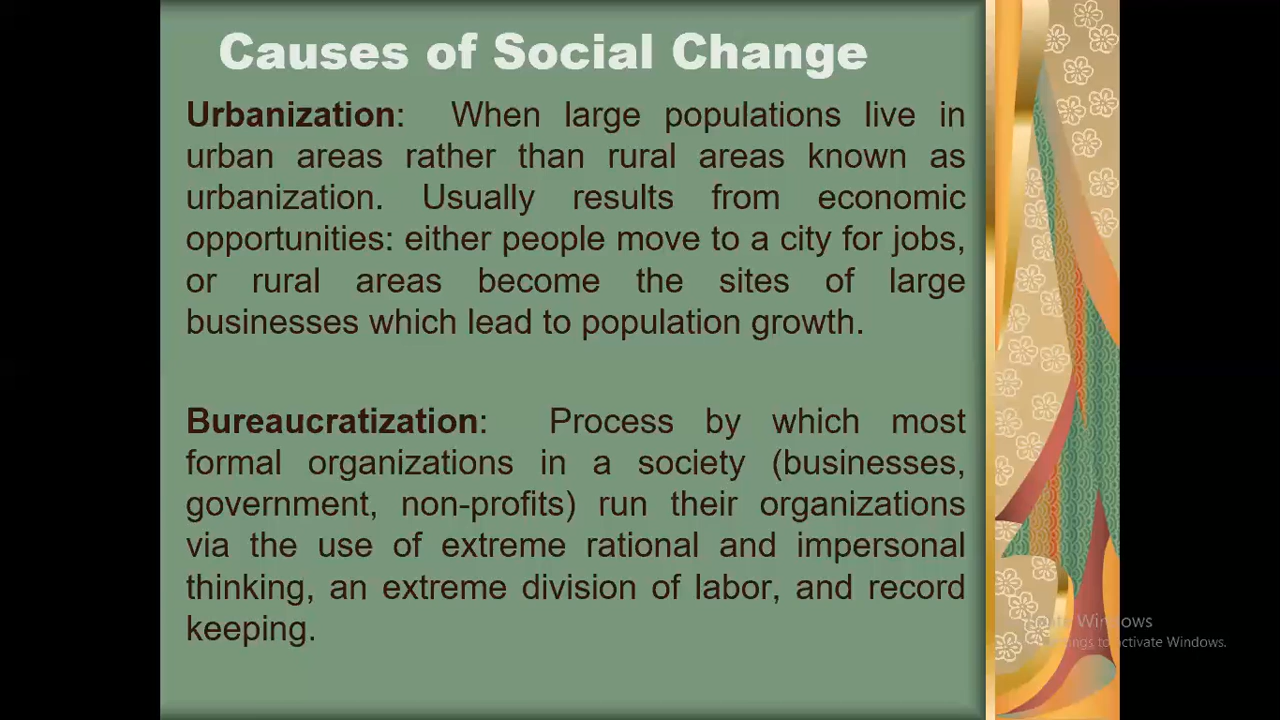 Causes of Social Change
Urbanization: When large populations live in
urban areas rather than rural areas known as
urbanization. Usually results from economic
opportunities: either people move to a city for jobs,
or rural areas become the sites of large
businesses which lead to population growth.
Bureaucratization: Process by which most
formal organizations in a society (businesses,
government, non-profits) run their organizations
via the use of extreme rational and impersonal
thinking, an extreme division of labor, and record
keeping.
Windows
to activate Windows.